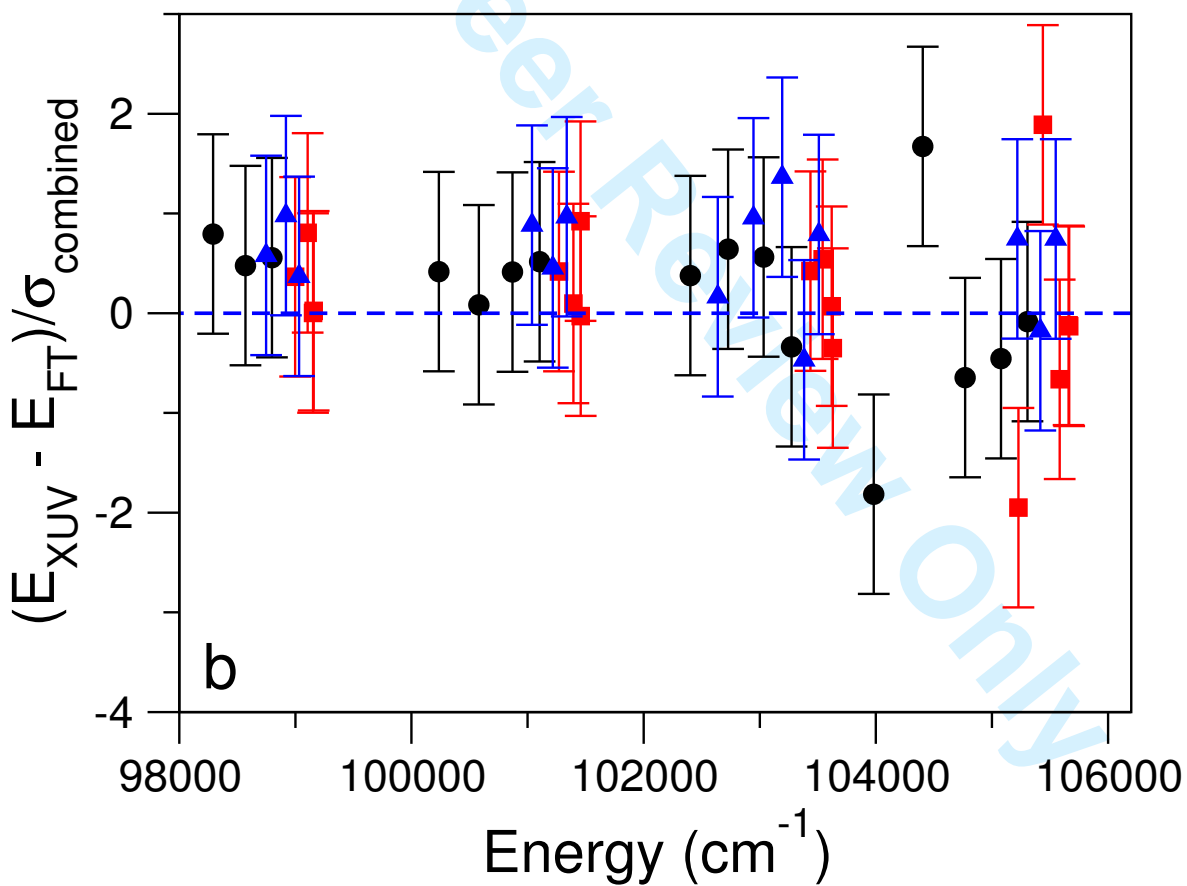 eer Review Only
2
0
-2
-4
(E_XUV - E_FT)/σ_combined
b
98000 100000 102000 104000 106000
Energy (cm^-1)